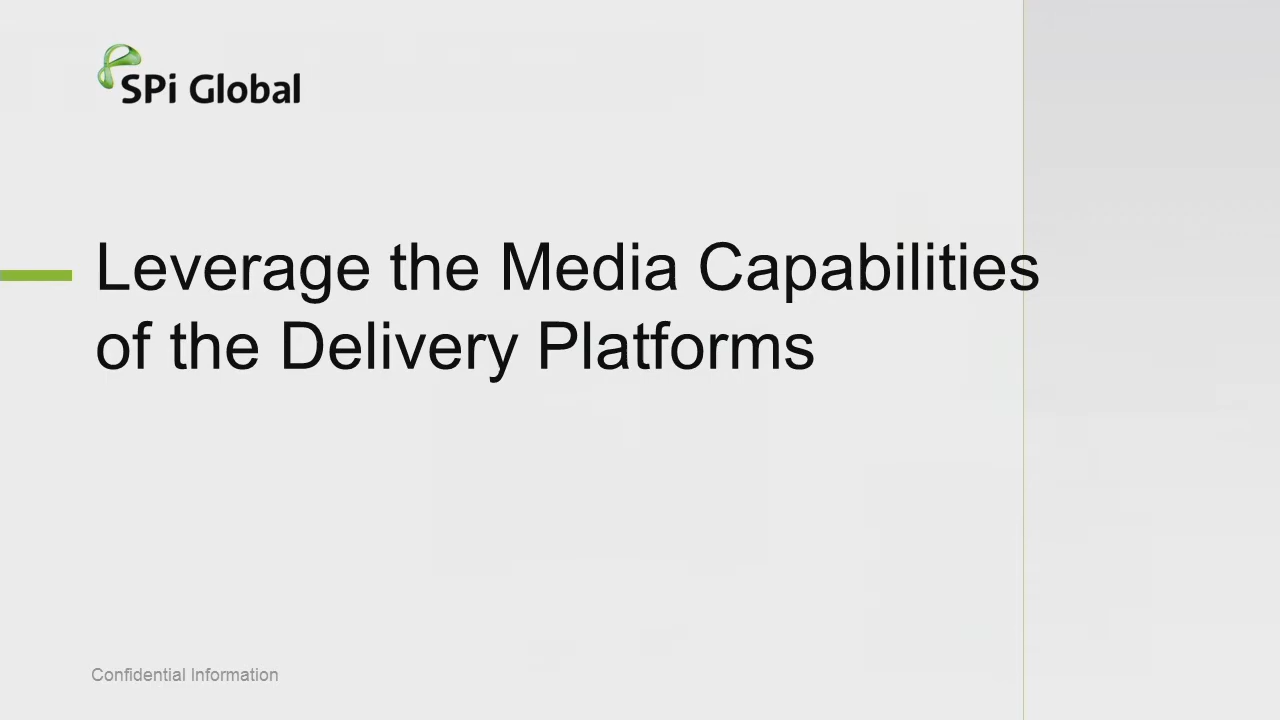 SPi Global
Leverage the Media Capabilities
of the Delivery Platforms
Confidential Information